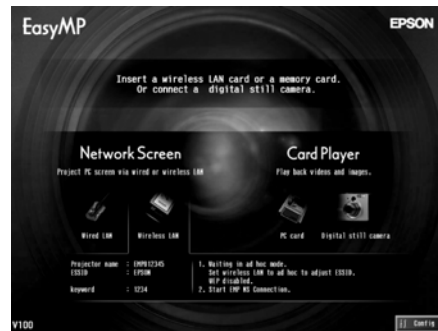 EasyMP
EPSON
Insert a wireless LAN card or a memory card.
Or connect a digital still camera.
Network Screen
Project PC screen via wired or wireless LAN
Wired LAN
Wireless LAN
Card Player
Play back videos and images.
PC card
Digital still camera
Projector name : EMP012345
ESSID : EPSON
keyword : 1234
1. Waiting in ad hoc mode.
Set wireless LAN to ad hoc to adjust ESSID.
WEP disabled.
2. Start EMP NS Connection.
V100
Config